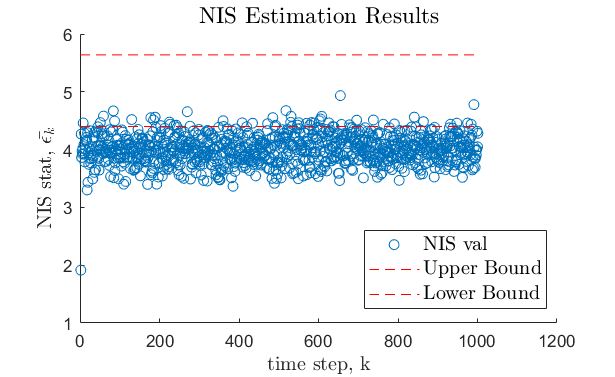 NIS Estimation Results
6
5
4
3
2
1
NIS stat, ϵ̄ₖ
NIS val
Upper Bound
Lower Bound
0 200 400 600 800 1000 1200
time step, k